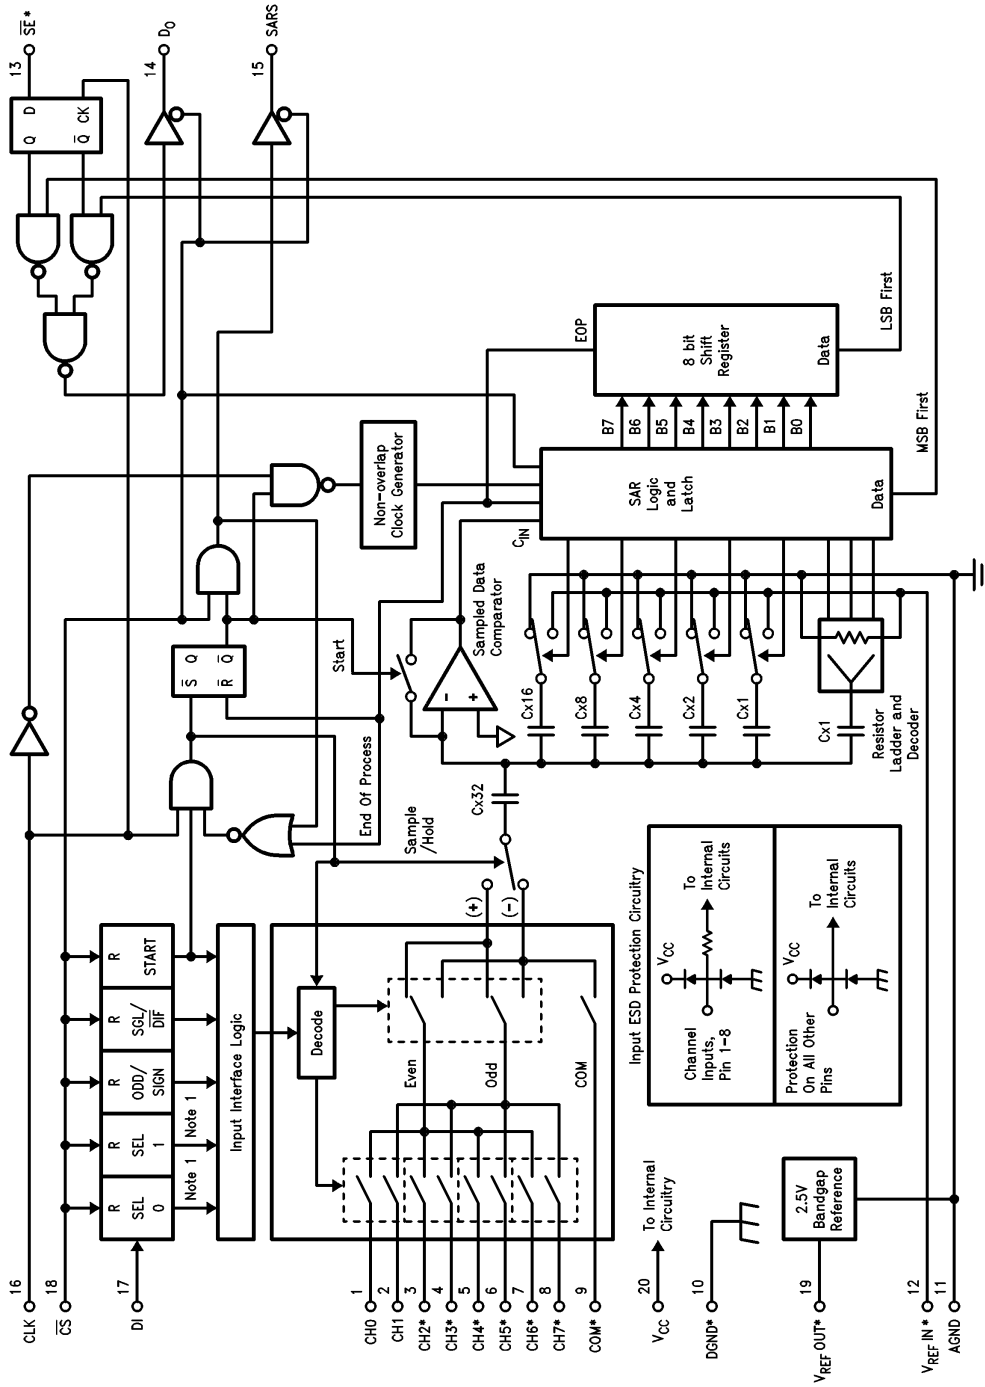 CLK
16
CS
18
DI
17
R
SEL
0
R
SEL
1
R
ODD/
SIGN
R
SGL/
DIF
R
START
Note 1
Note 1
Input Interface Logic
S
Q
R
Q
Start
End Of Process
Sample
/Hold
Non-overlap
Clock Generator
Q
D
Q
CK
13
SE*
14
DO
15
SARS
CH0
1
CH1
2
CH2*
3
CH3*
4
CH4*
5
CH5*
6
CH6*
7
CH7*
8
COM*
9
Decode
Even
Odd
COM
(+)
(-)
Cx32
-
+
Sampled Data
Comparator
Cx16
Cx8
Cx4
Cx2
Cx1
Cx1
Resistor
Ladder and
Decoder
CIN
SAR
Logic
and
Latch
Data
B7
B6
B5
B4
B3
B2
B1
B0
EOP
8 bit
Shift
Register
Data
LSB First
MSB First
VCC
20
To Internal
Circuitry
DGND*
10
VREF OUT*
19
2.5V
Bandgap
Reference
VREF IN*
12
AGND
11
Input ESD Protection Circuitry
Channel
Inputs,
Pin 1-8
VCC
To
Internal
Circuits
Protection
On All Other
Pins
VCC
To
Internal
Circuits